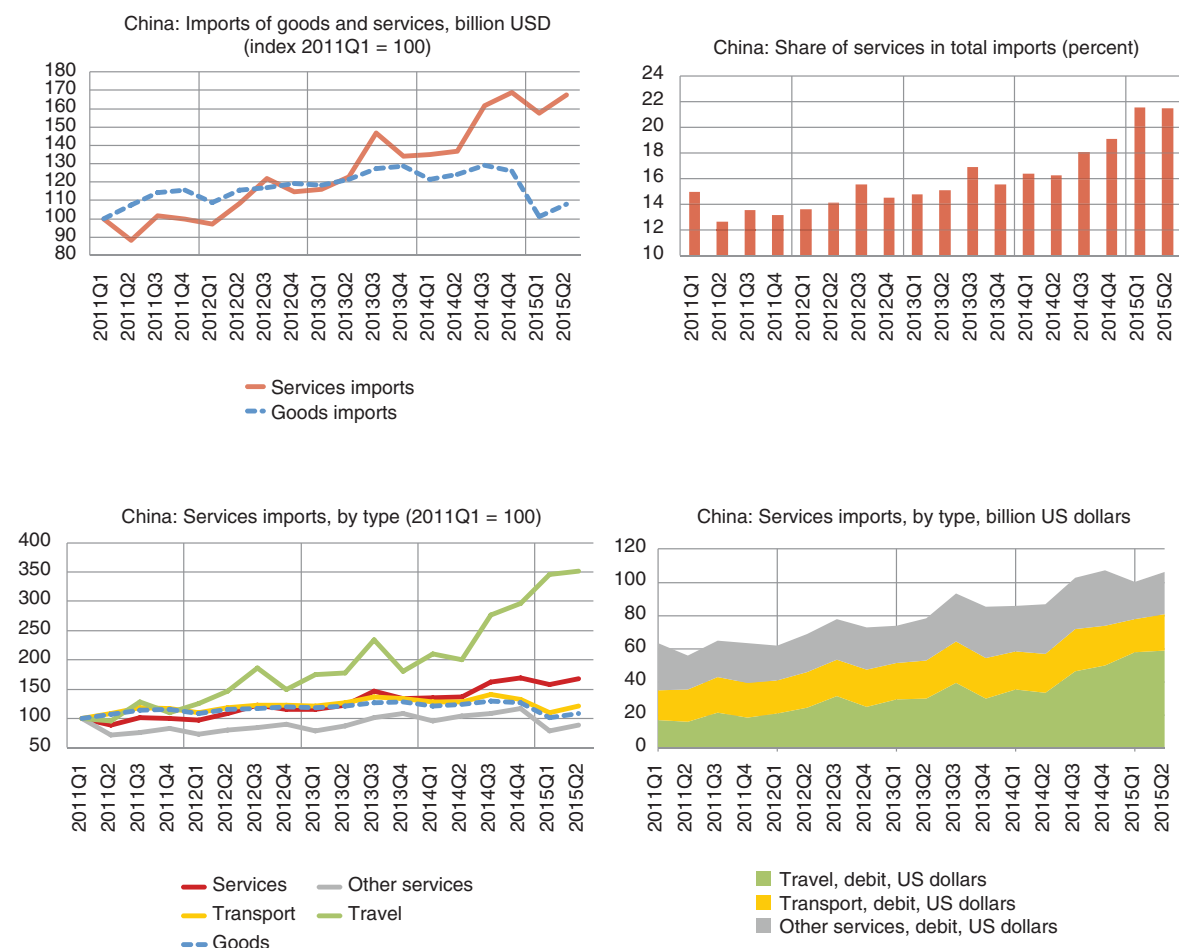 China: Imports of goods and services, billion USD
(index 2011Q1 = 100)
180
170
160
150
140
130
120
110
100
90
80
2011Q1
2011Q2
2011Q3
2011Q4
2012Q1
2012Q2
2012Q3
2012Q4
2013Q1
2013Q2
2013Q3
2013Q4
2014Q1
2014Q2
2014Q3
2014Q4
2015Q1
2015Q2
Services imports
Goods imports
China: Share of services in total imports (percent)
24
22
20
18
16
14
12
10
2011Q1
2011Q2
2011Q3
2011Q4
2012Q1
2012Q2
2012Q3
2012Q4
2013Q1
2013Q2
2013Q3
2013Q4
2014Q1
2014Q2
2014Q3
2014Q4
2015Q1
2015Q2
China: Services imports, by type (2011Q1 = 100)
400
350
300
250
200
150
100
50
2011Q1
2011Q2
2011Q3
2011Q4
2012Q1
2012Q2
2012Q3
2012Q4
2013Q1
2013Q2
2013Q3
2013Q4
2014Q1
2014Q2
2014Q3
2014Q4
2015Q1
2015Q2
Services Other services
Transport Travel
Goods
China: Services imports, by type, billion US dollars
120
100
80
60
40
20
0
2011Q1
2011Q2
2011Q3
2011Q4
2012Q1
2012Q2
2012Q3
2012Q4
2013Q1
2013Q2
2013Q3
2013Q4
2014Q1
2014Q2
2014Q3
2014Q4
2015Q1
2015Q2
Travel, debit, US dollars
Transport, debit, US dollars
Other services, debit, US dollars